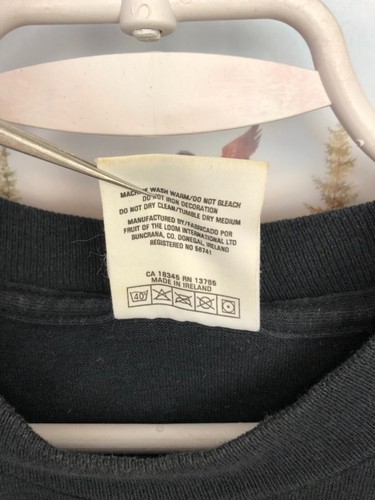 MACHINE WASH WARM/DO NOT BLEACH
DO NOT IRON DECORATION
DO NOT DRY CLEAN/TUMBLE DRY MEDIUM
MANUFACTURED BY/FABRICADO POR
FRUIT OF THE LOOM INTERNATIONAL LTD
BUNCRANA, CO. DONEGAL, IRELAND
REGISTERED NO 58741
CA 18345 RN 13765
MADE IN IRELAND
40